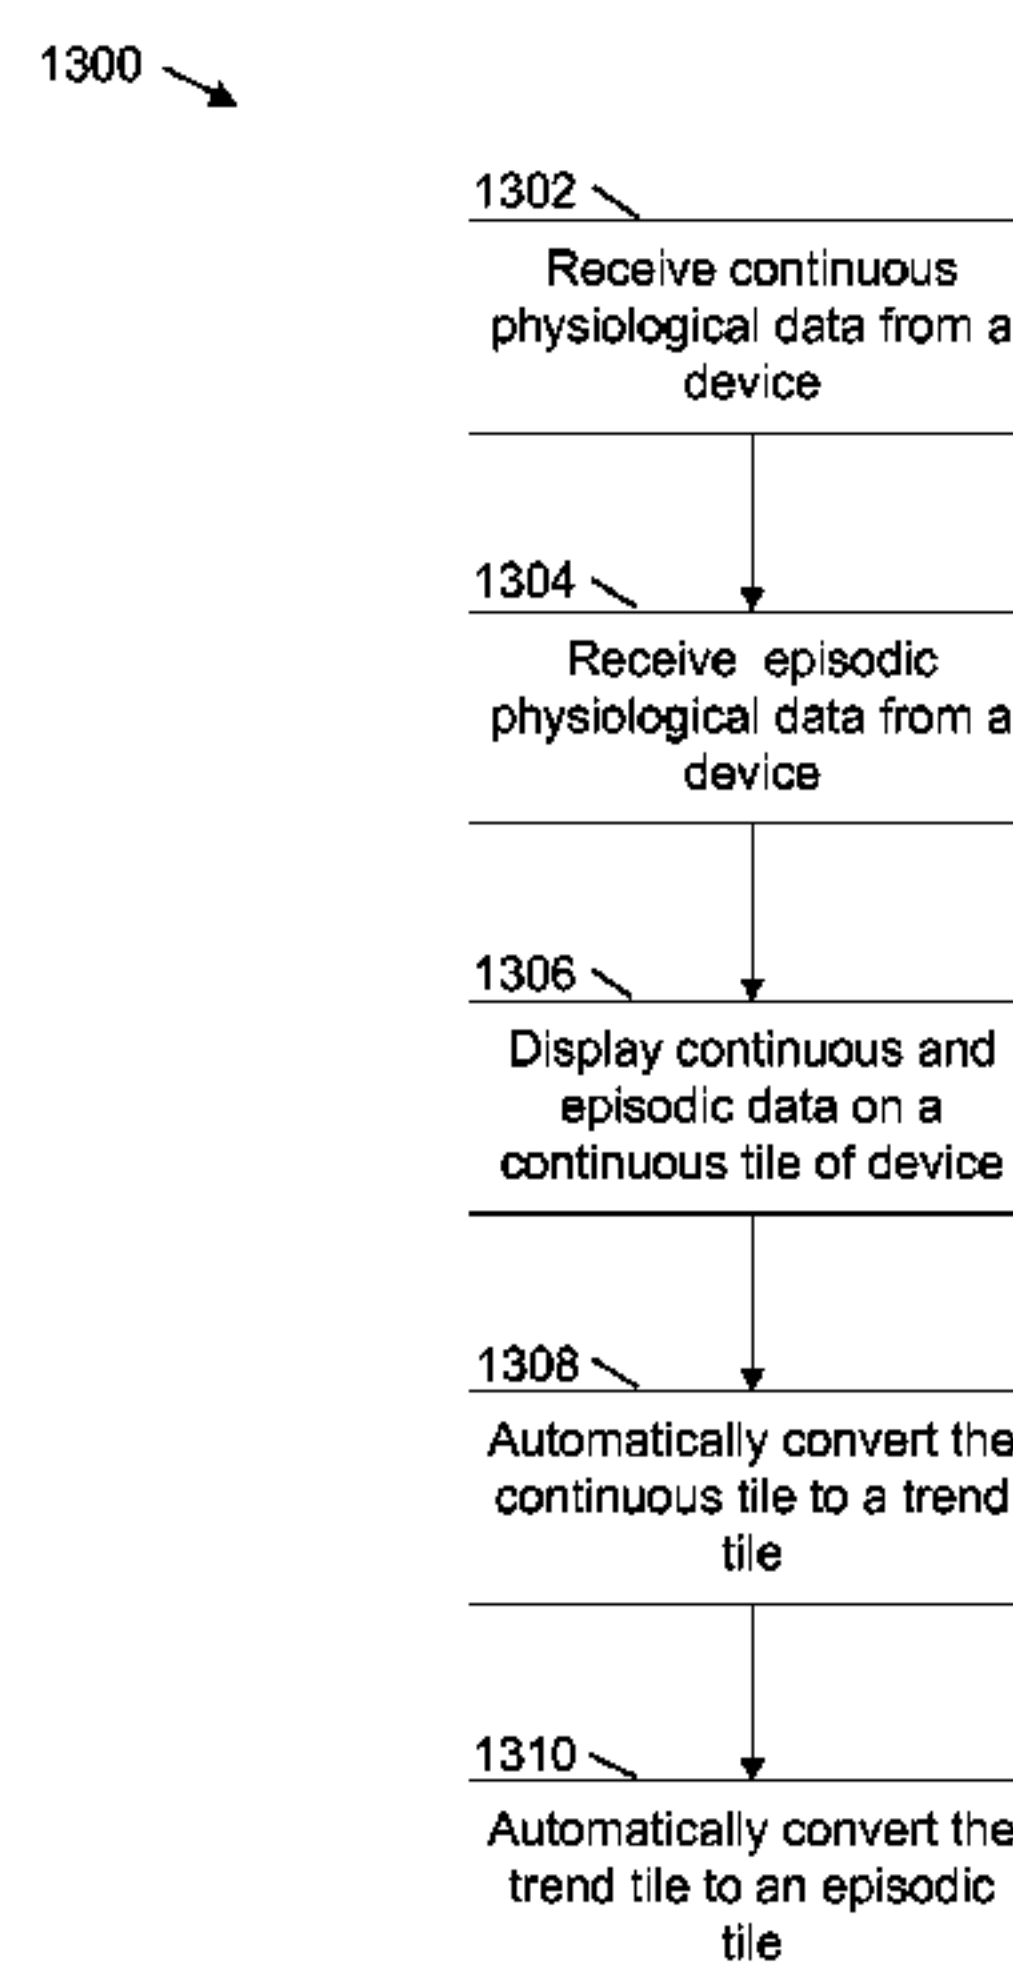 1300
1302
Receive continuous
physiological data from a
device
1304
Receive episodic
physiological data from a
device
1306
Display continuous and
episodic data on a
continuous tile of device
1308
Automatically convert the
continuous tile to a trend
tile
1310
Automatically convert the
trend tile to an episodic
tile